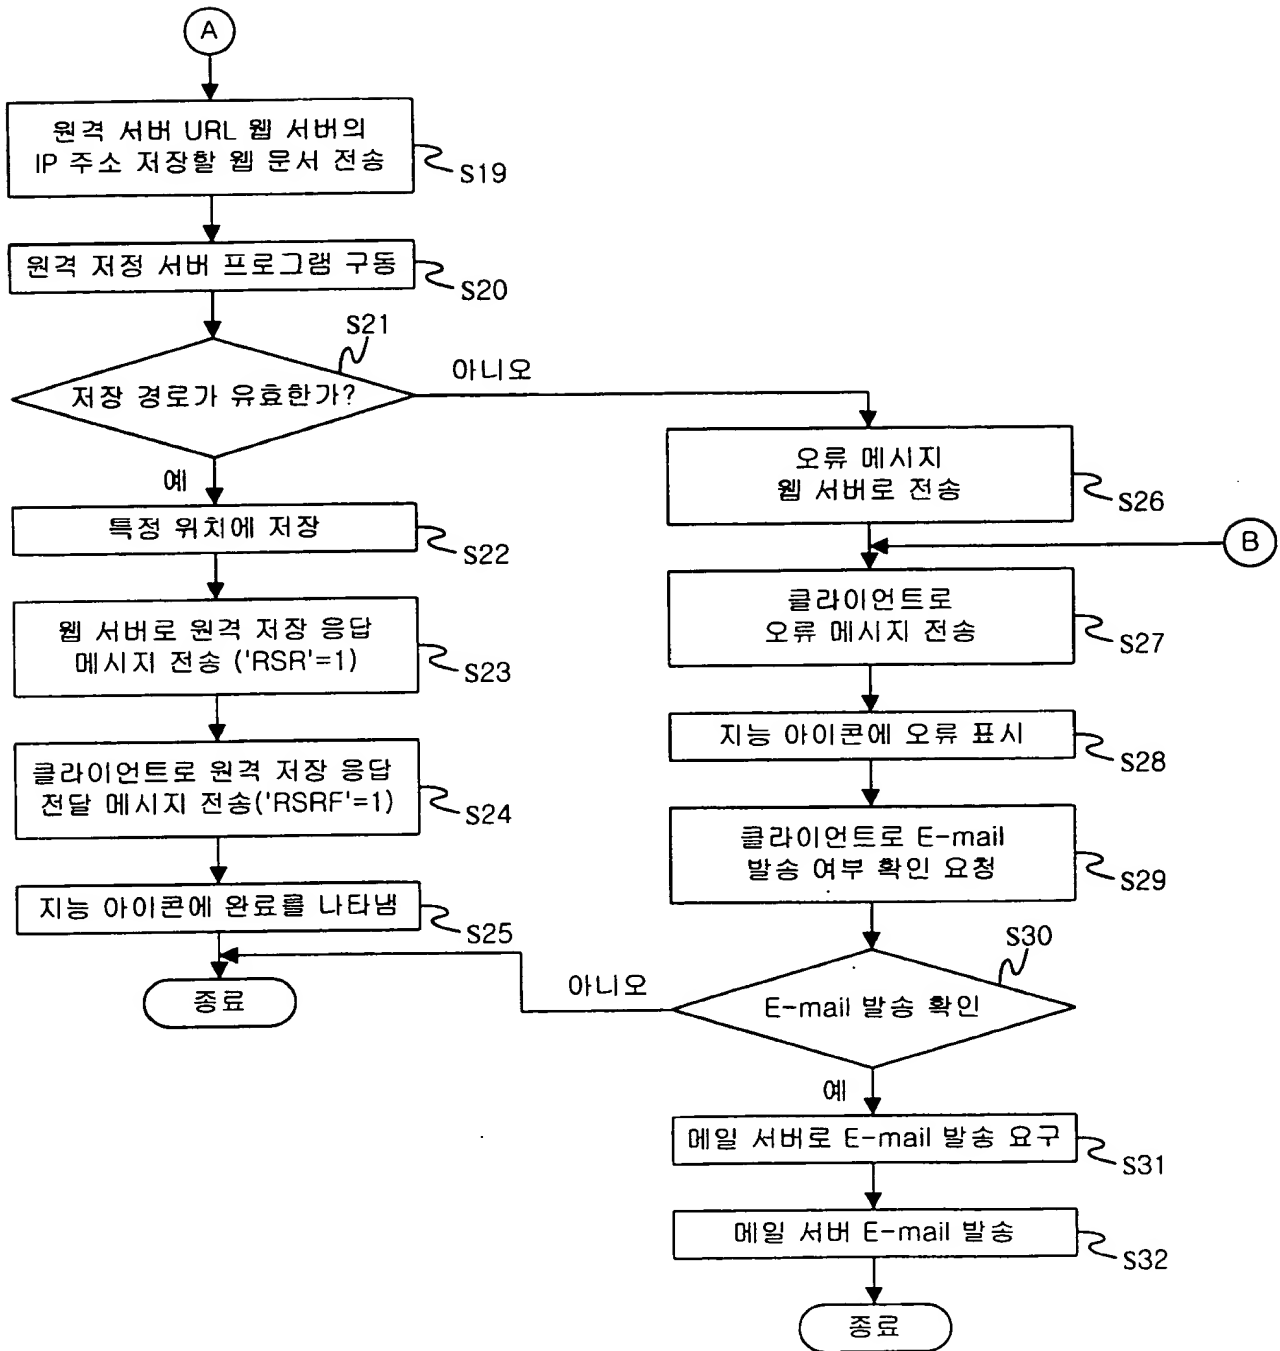 A
원격 서버 URL 웹 서버의
IP 주소 저장할 웹 문서 전송
S19
원격 저정 서버 프로그램 구동
S20
S21
저장 경로가 유효한가?
아니오
예
특정 위치에 저장
S22
웹 서버로 원격 저장 응답
메시지 전송 ('RSR'=1)
S23
클라이언트로 원격 저장 응답
전달 메시지 전송('RSRF'=1)
S24
지능 아이콘에 완료를 나타냄
S25
종료
오류 메시지
웹 서버로 전송
S26
B
클라이언트로
오류 메시지 전송
S27
지능 아이콘에 오류 표시
S28
클라이언트로 E-mail
발송 여부 확인 요청
S29
S30
E-mail 발송 확인
아니오
예
메일 서버로 E-mail 발송 요구
S31
메일 서버 E-mail 발송
S32
종료